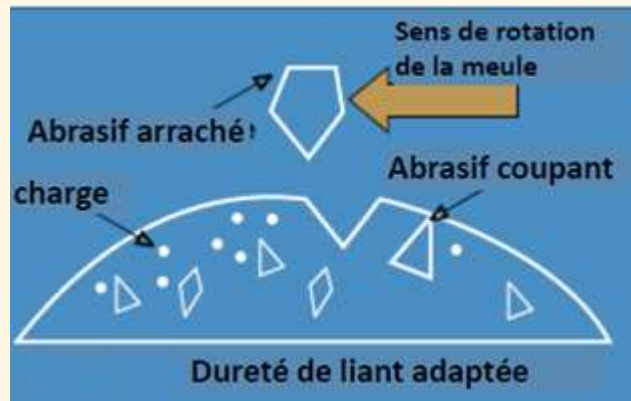 Sens de rotation
de la meule
Abrasif arraché
Abrasif coupant
charge
Dureté de liant adaptée